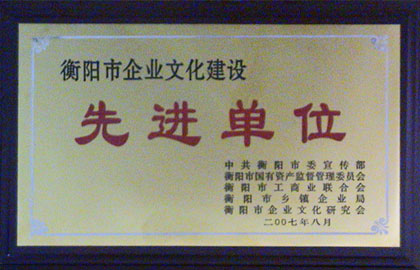 衡阳市企业文化建设
先进单位
中共衡阳市委宣传部
衡阳市国有资产监督管理委员会
衡阳市工商业联合会
衡阳市乡镇企业局
衡阳市企业文化研究会
二00七年八月